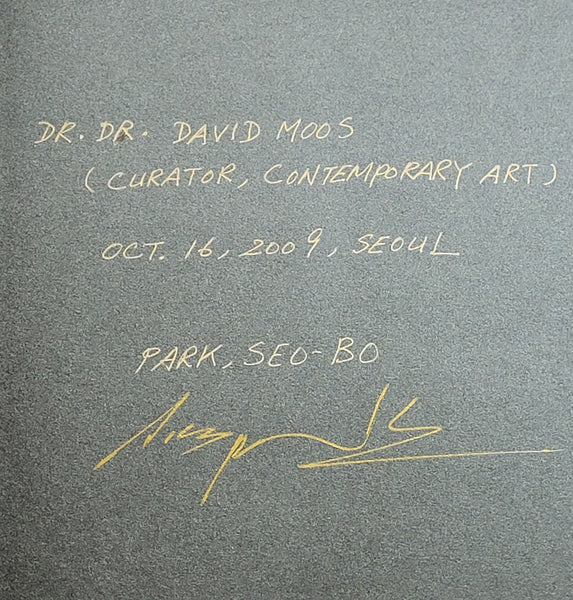 DR. DR. DAVID MOOS
(CURATOR, CONTEMPORARY ART)
OCT. 16, 2009, SEOUL
PARK, SEO-BO